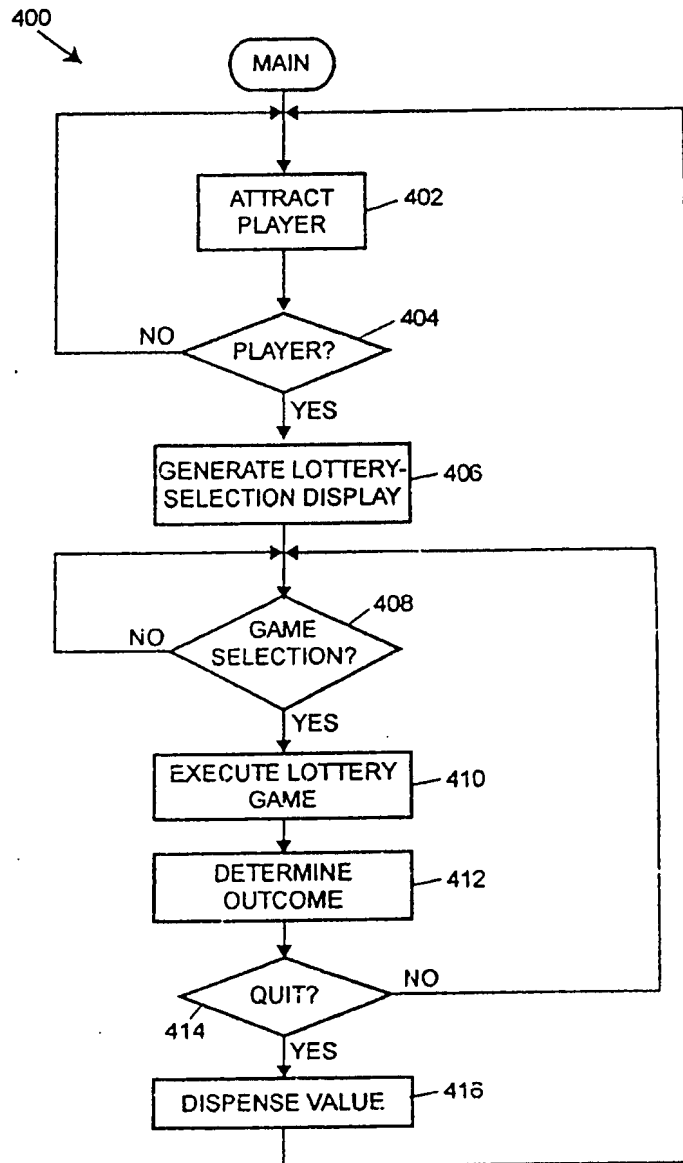 400
MAIN
ATTRACT
PLAYER
402
404
NO
PLAYER?
YES
GENERATE LOTTERY-
SELECTION DISPLAY
406
408
NO
GAME
SELECTION?
YES
EXECUTE LOTTERY
GAME
410
DETERMINE
OUTCOME
412
NO
QUIT?
414
YES
DISPENSE VALUE
416